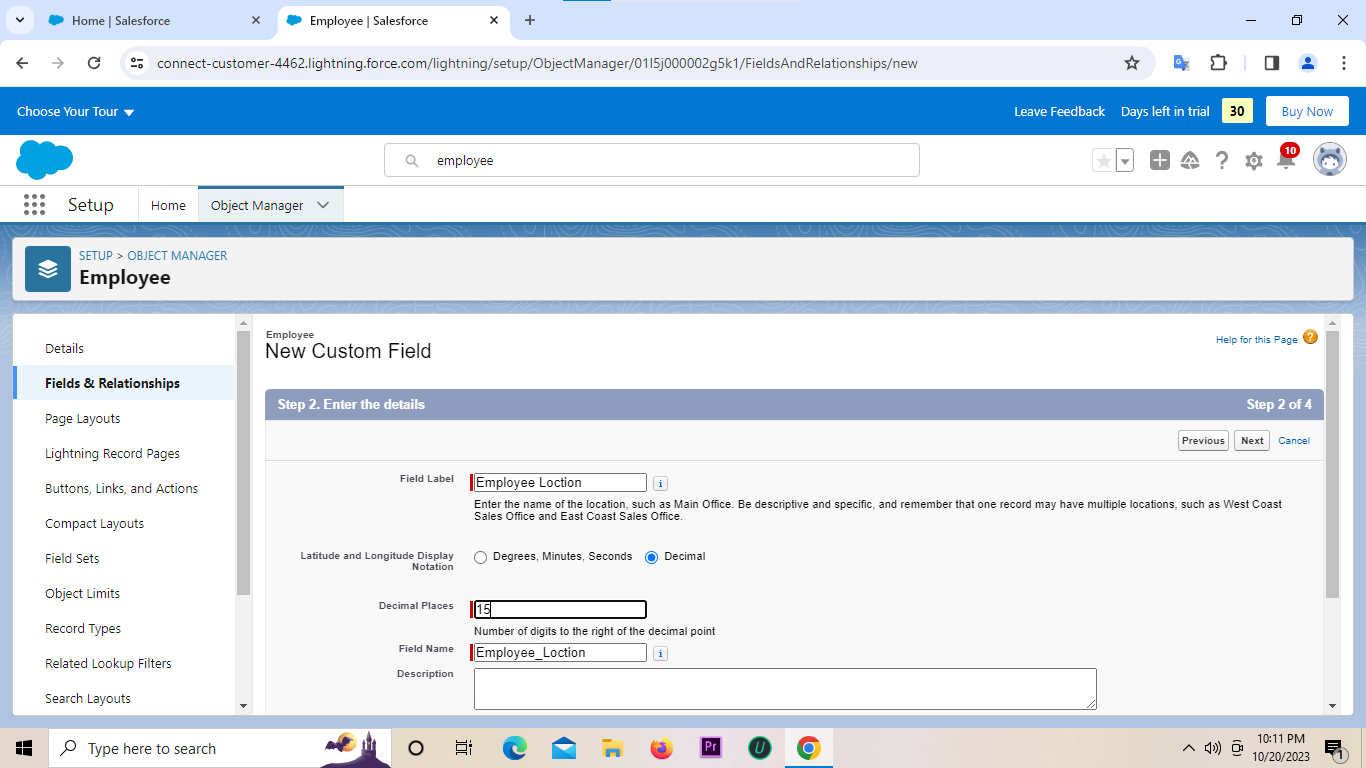 Home | Salesforce
Employee | Salesforce
connect-customer-4462.lightning.force.com/lightning/setup/ObjectManager/01I5j000002g5k1/FieldsAndRelationships/new
Choose Your Tour
Leave Feedback
Days left in trial
30
Buy Now
employee
10
Setup
Home
Object Manager
SETUP > OBJECT MANAGER
Employee
Details
Fields & Relationships
Page Layouts
Lightning Record Pages
Buttons, Links, and Actions
Compact Layouts
Field Sets
Object Limits
Record Types
Related Lookup Filters
Search Layouts
Employee
New Custom Field
Help for this Page
Step 2. Enter the details
Step 2 of 4
Previous
Next
Cancel
Field Label
Employee Loction
Enter the name of the location, such as Main Office. Be descriptive and specific, and remember that one record may have multiple locations, such as West Coast
Sales Office and East Coast Sales Office.
Latitude and Longitude Display
Notation
Degrees, Minutes, Seconds
Decimal
Decimal Places
15
Number of digits to the right of the decimal point
Field Name
Employee_Loction
Description
Type here to search
Pr
U
10:11 PM
10/20/2023
1